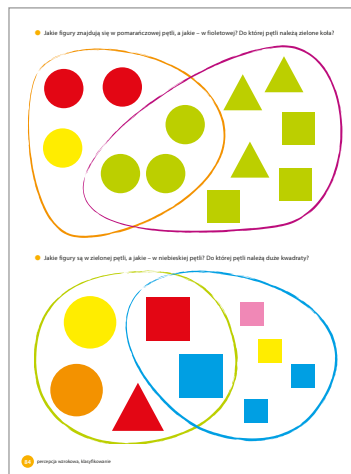 Jakie figury znajdują się w pomarańczowej pętli, a jakie – w fioletowej? Do której pętli należą zielone koła?
Jakie figury są w zielonej pętli, a jakie – w niebieskiej pętli? Do której pętli należą duże kwadraty?
64 percepcja wzrokowa, klasyfikowanie